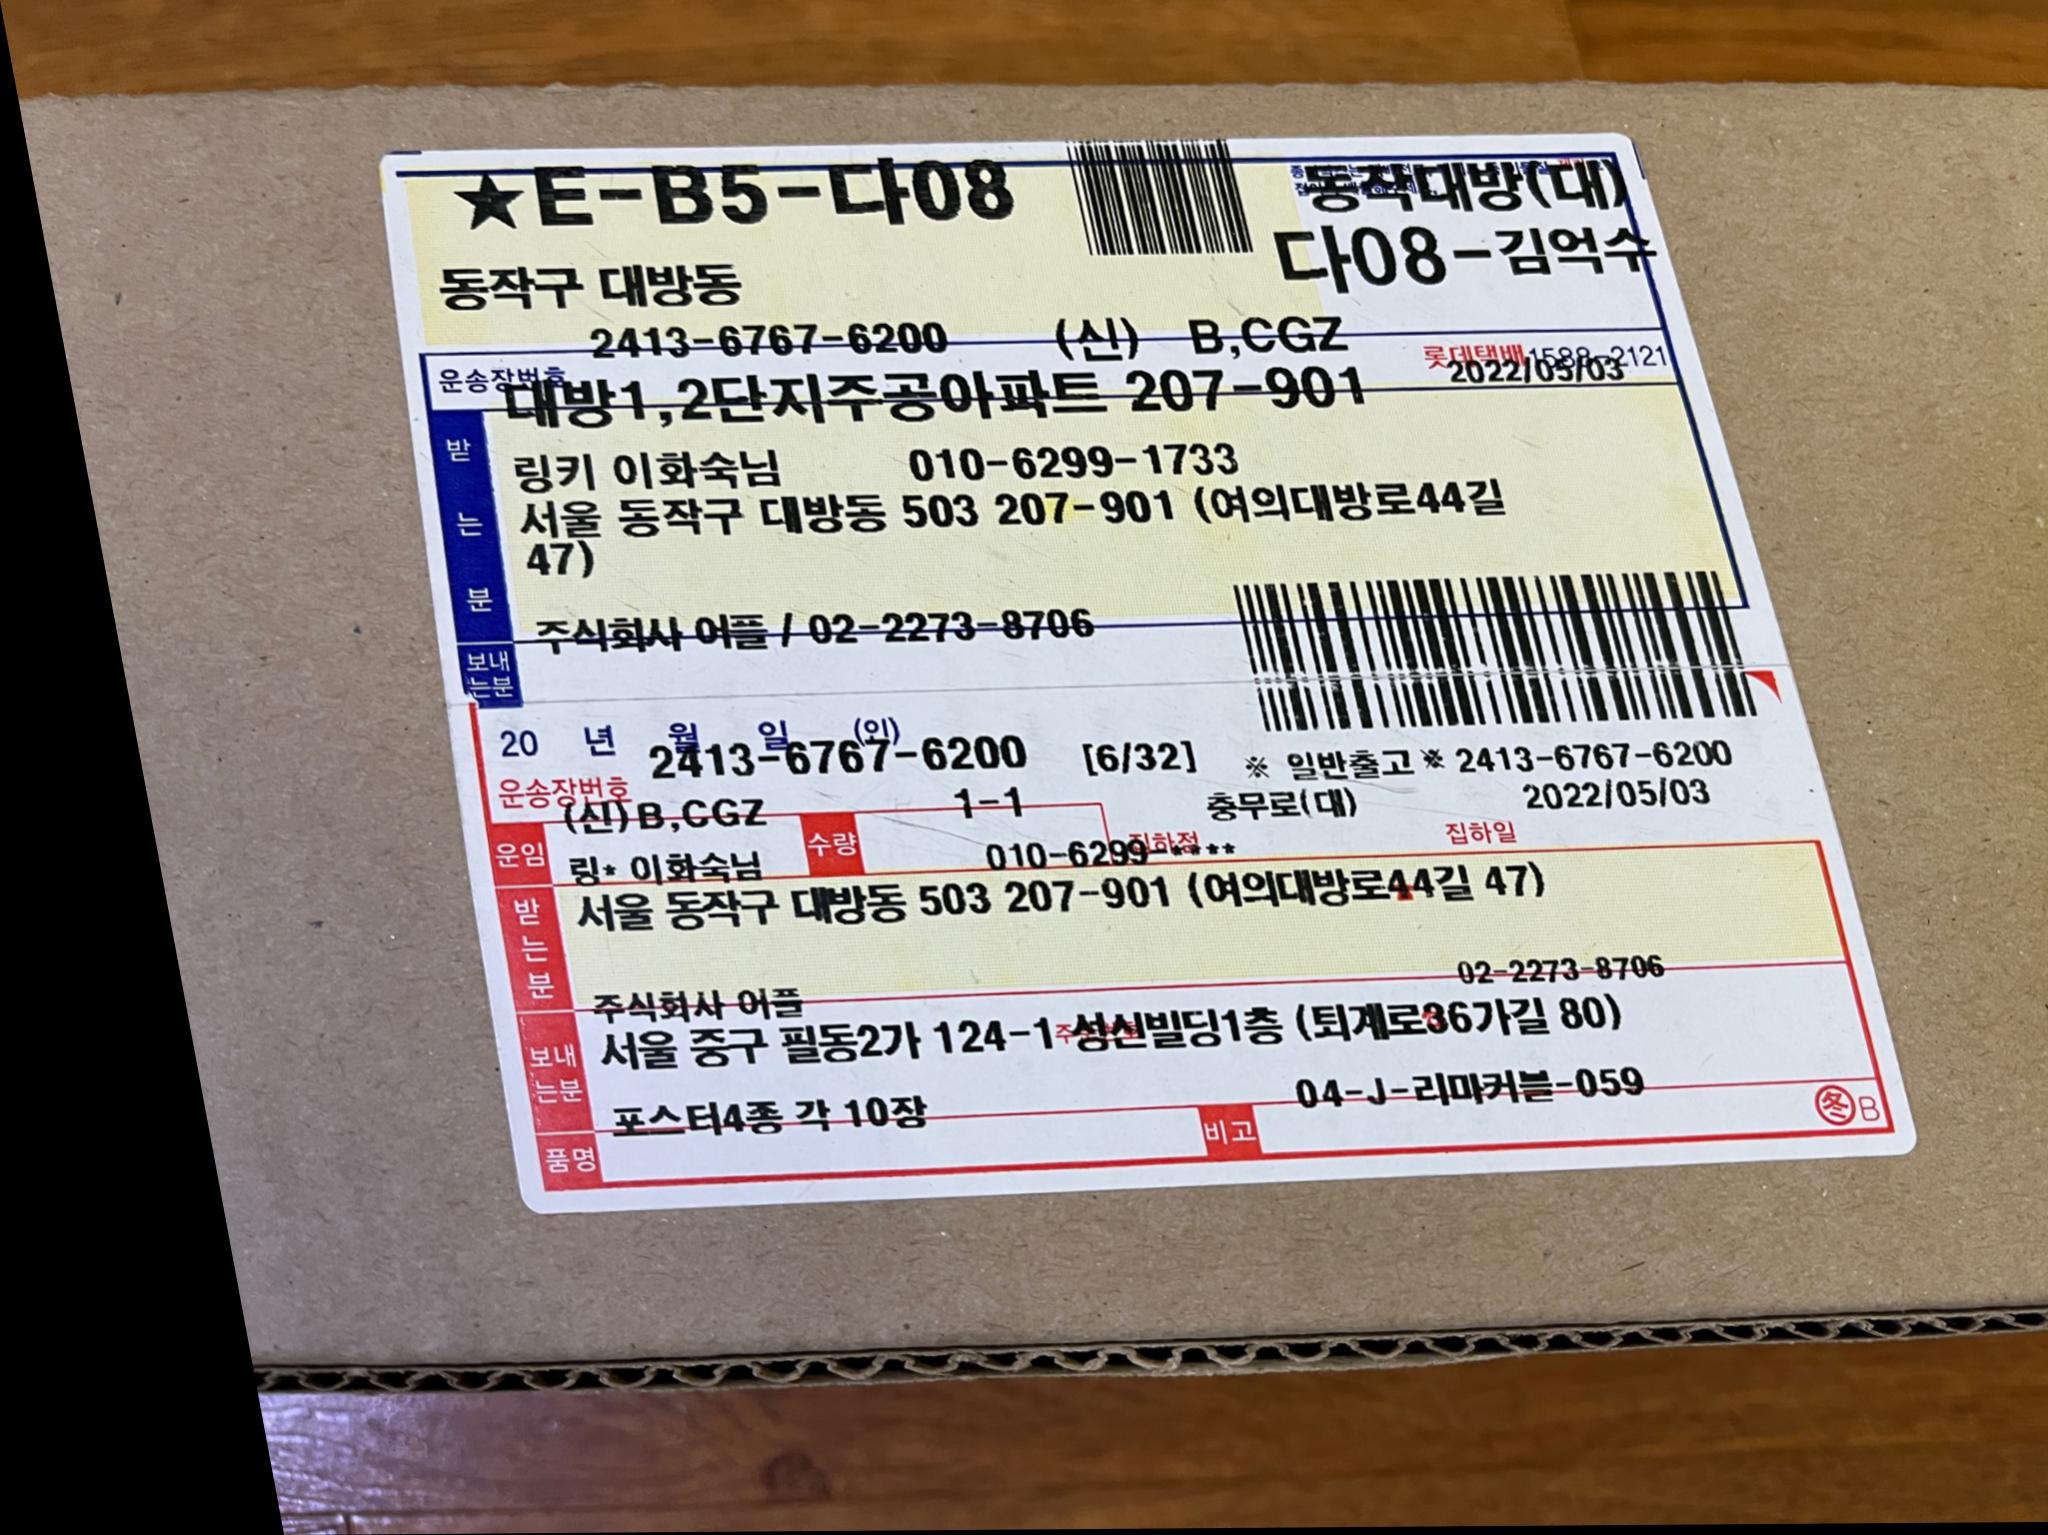 ★E-B5-다08
동작대방(대)
다08-김억수
동작구 대방동
2413-6767-6200 (신) B,CGZ
운송장번호
롯데택배 1588-2121
2022/05/03
대방1,2단지주공아파트 207-901
받는분
링키 이화숙님 010-6299-1733
서울 동작구 대방동 503 207-901 (여의대방로44길
47)
주식회사 어플 / 02-2273-8706
보내는분
20 년 월 일 (인)
2413-6767-6200 [6/32] ※ 일반출고 ※ 2413-6767-6200
운송장번호
(신)B,CGZ 1-1 충무로(대) 2022/05/03
운임 수량 집하점 집하일
링* 이화숙님 010-6299-****
받는분
서울 동작구 대방동 503 207-901 (여의대방로44길 47)
주식회사 어플 02-2273-8706
서울 중구 필동2가 124-1 성신빌딩1층 (퇴계로36가길 80)
보내는분
포스터4종 각 10장 04-J-리마커블-059
품명 비고 冬B